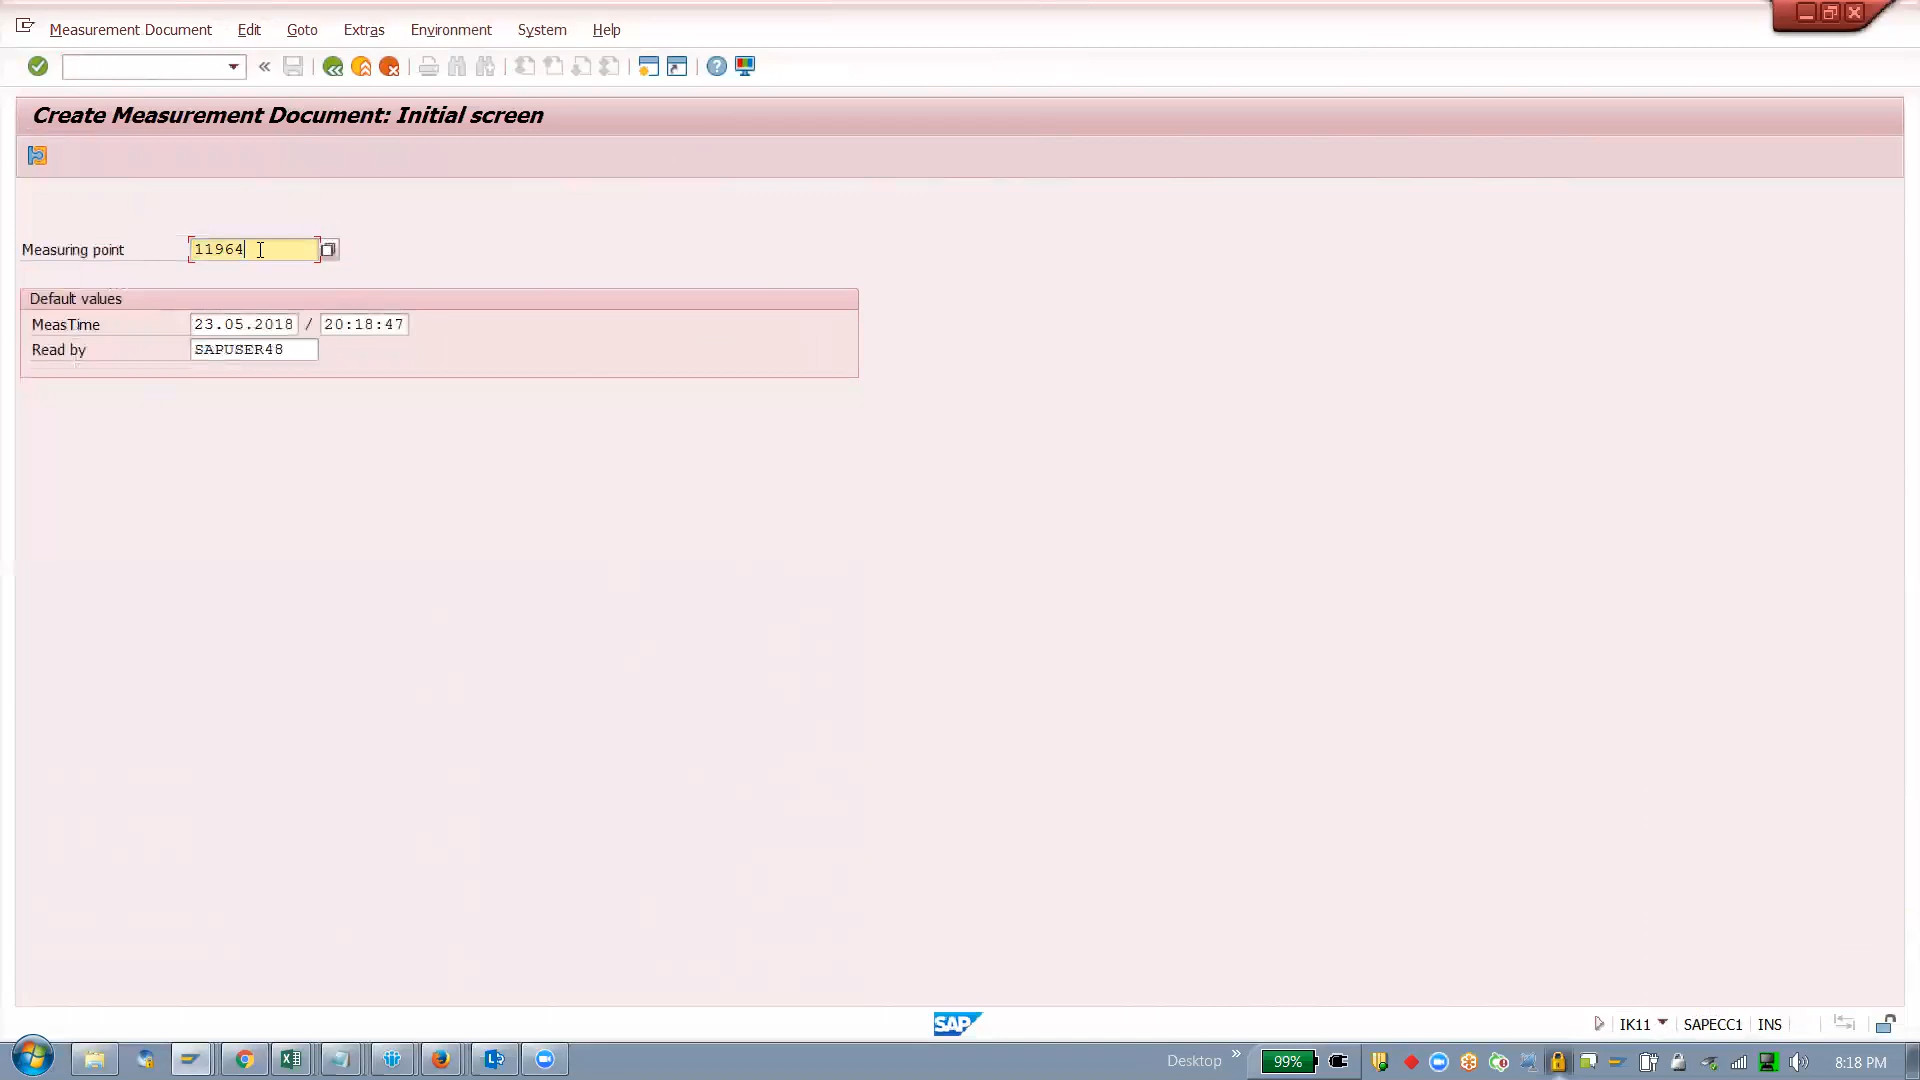 Measurement Document Edit Goto Extras Environment System Help
Create Measurement Document: Initial screen
Measuring point 11964
Default values
MeasTime 23.05.2018 / 20:18:47
Read by SAPUSER48
SAP IK11 SAPECC1 INS
Desktop 99% 8:18 PM